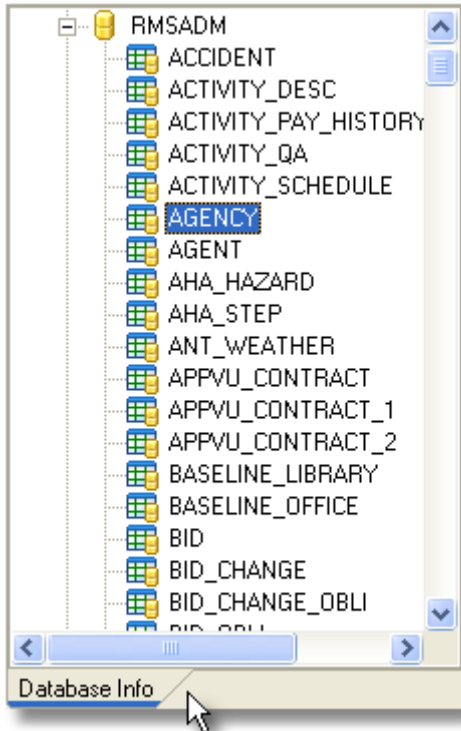 RMSADM
ACCIDENT
ACTIVITY_DESC
ACTIVITY_PAY_HISTORY
ACTIVITY_QA
ACTIVITY_SCHEDULE
AGENCY
AGENT
AHA_HAZARD
AHA_STEP
ANT_WEATHER
APPVU_CONTRACT
APPVU_CONTRACT_1
APPVU_CONTRACT_2
BASELINE_LIBRARY
BASELINE_OFFICE
BID
BID_CHANGE
BID_CHANGE_OBLI
Database Info